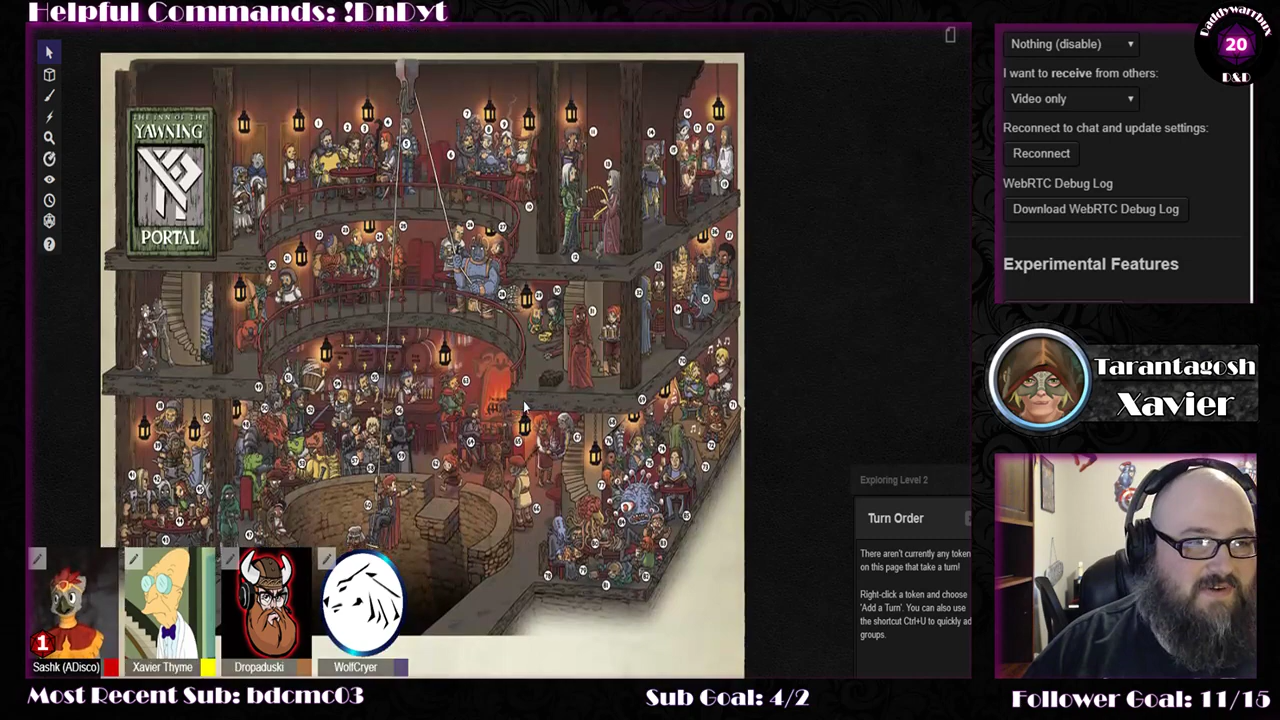 Helpful Commands: !DnDyt
Daddywarrbux
20
D&D
Nothing (disable)
I want to receive from others:
Video only
Reconnect to chat and update settings:
Reconnect
WebRTC Debug Log
Download WebRTC Debug Log
Experimental Features
THE INN OF THE
YAWNING
PORTAL
Tarantagosh
Xavier
Exploring Level 2
Turn Order
There aren't currently any token
on this page that take a turn!
Right-click a token and choose
'Add a Turn'. You can also use
the shortcut Ctrl+U to quickly ad
groups.
1
Sashk (ADisco)
Xavier Thyme
Dropaduski
WolfCryer
Most Recent Sub: bdcmc03
Sub Goal: 4/2
Follower Goal: 11/15